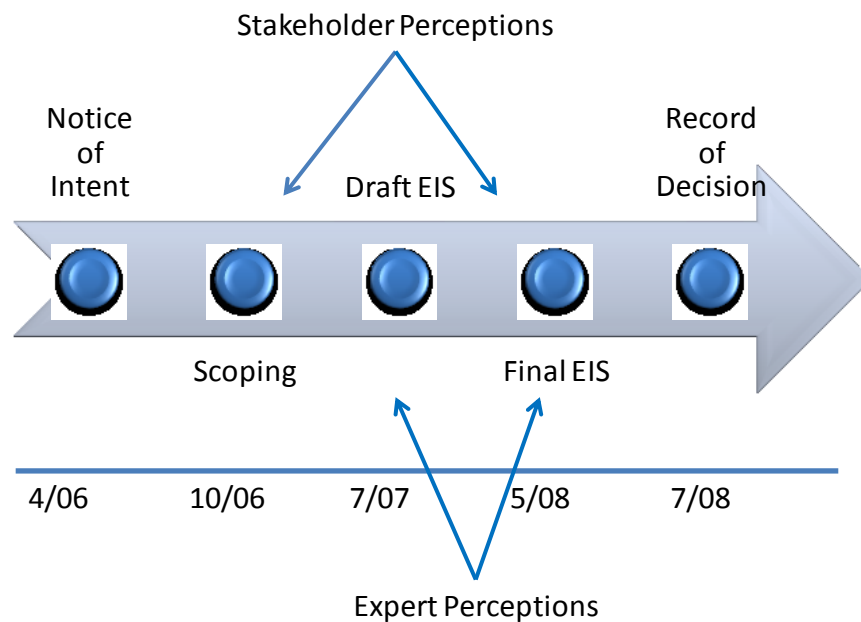 Stakeholder Perceptions
Notice
of
Intent
Draft EIS
Record
of
Decision
Scoping
Final EIS
4/06
10/06
7/07
5/08
7/08
Expert Perceptions